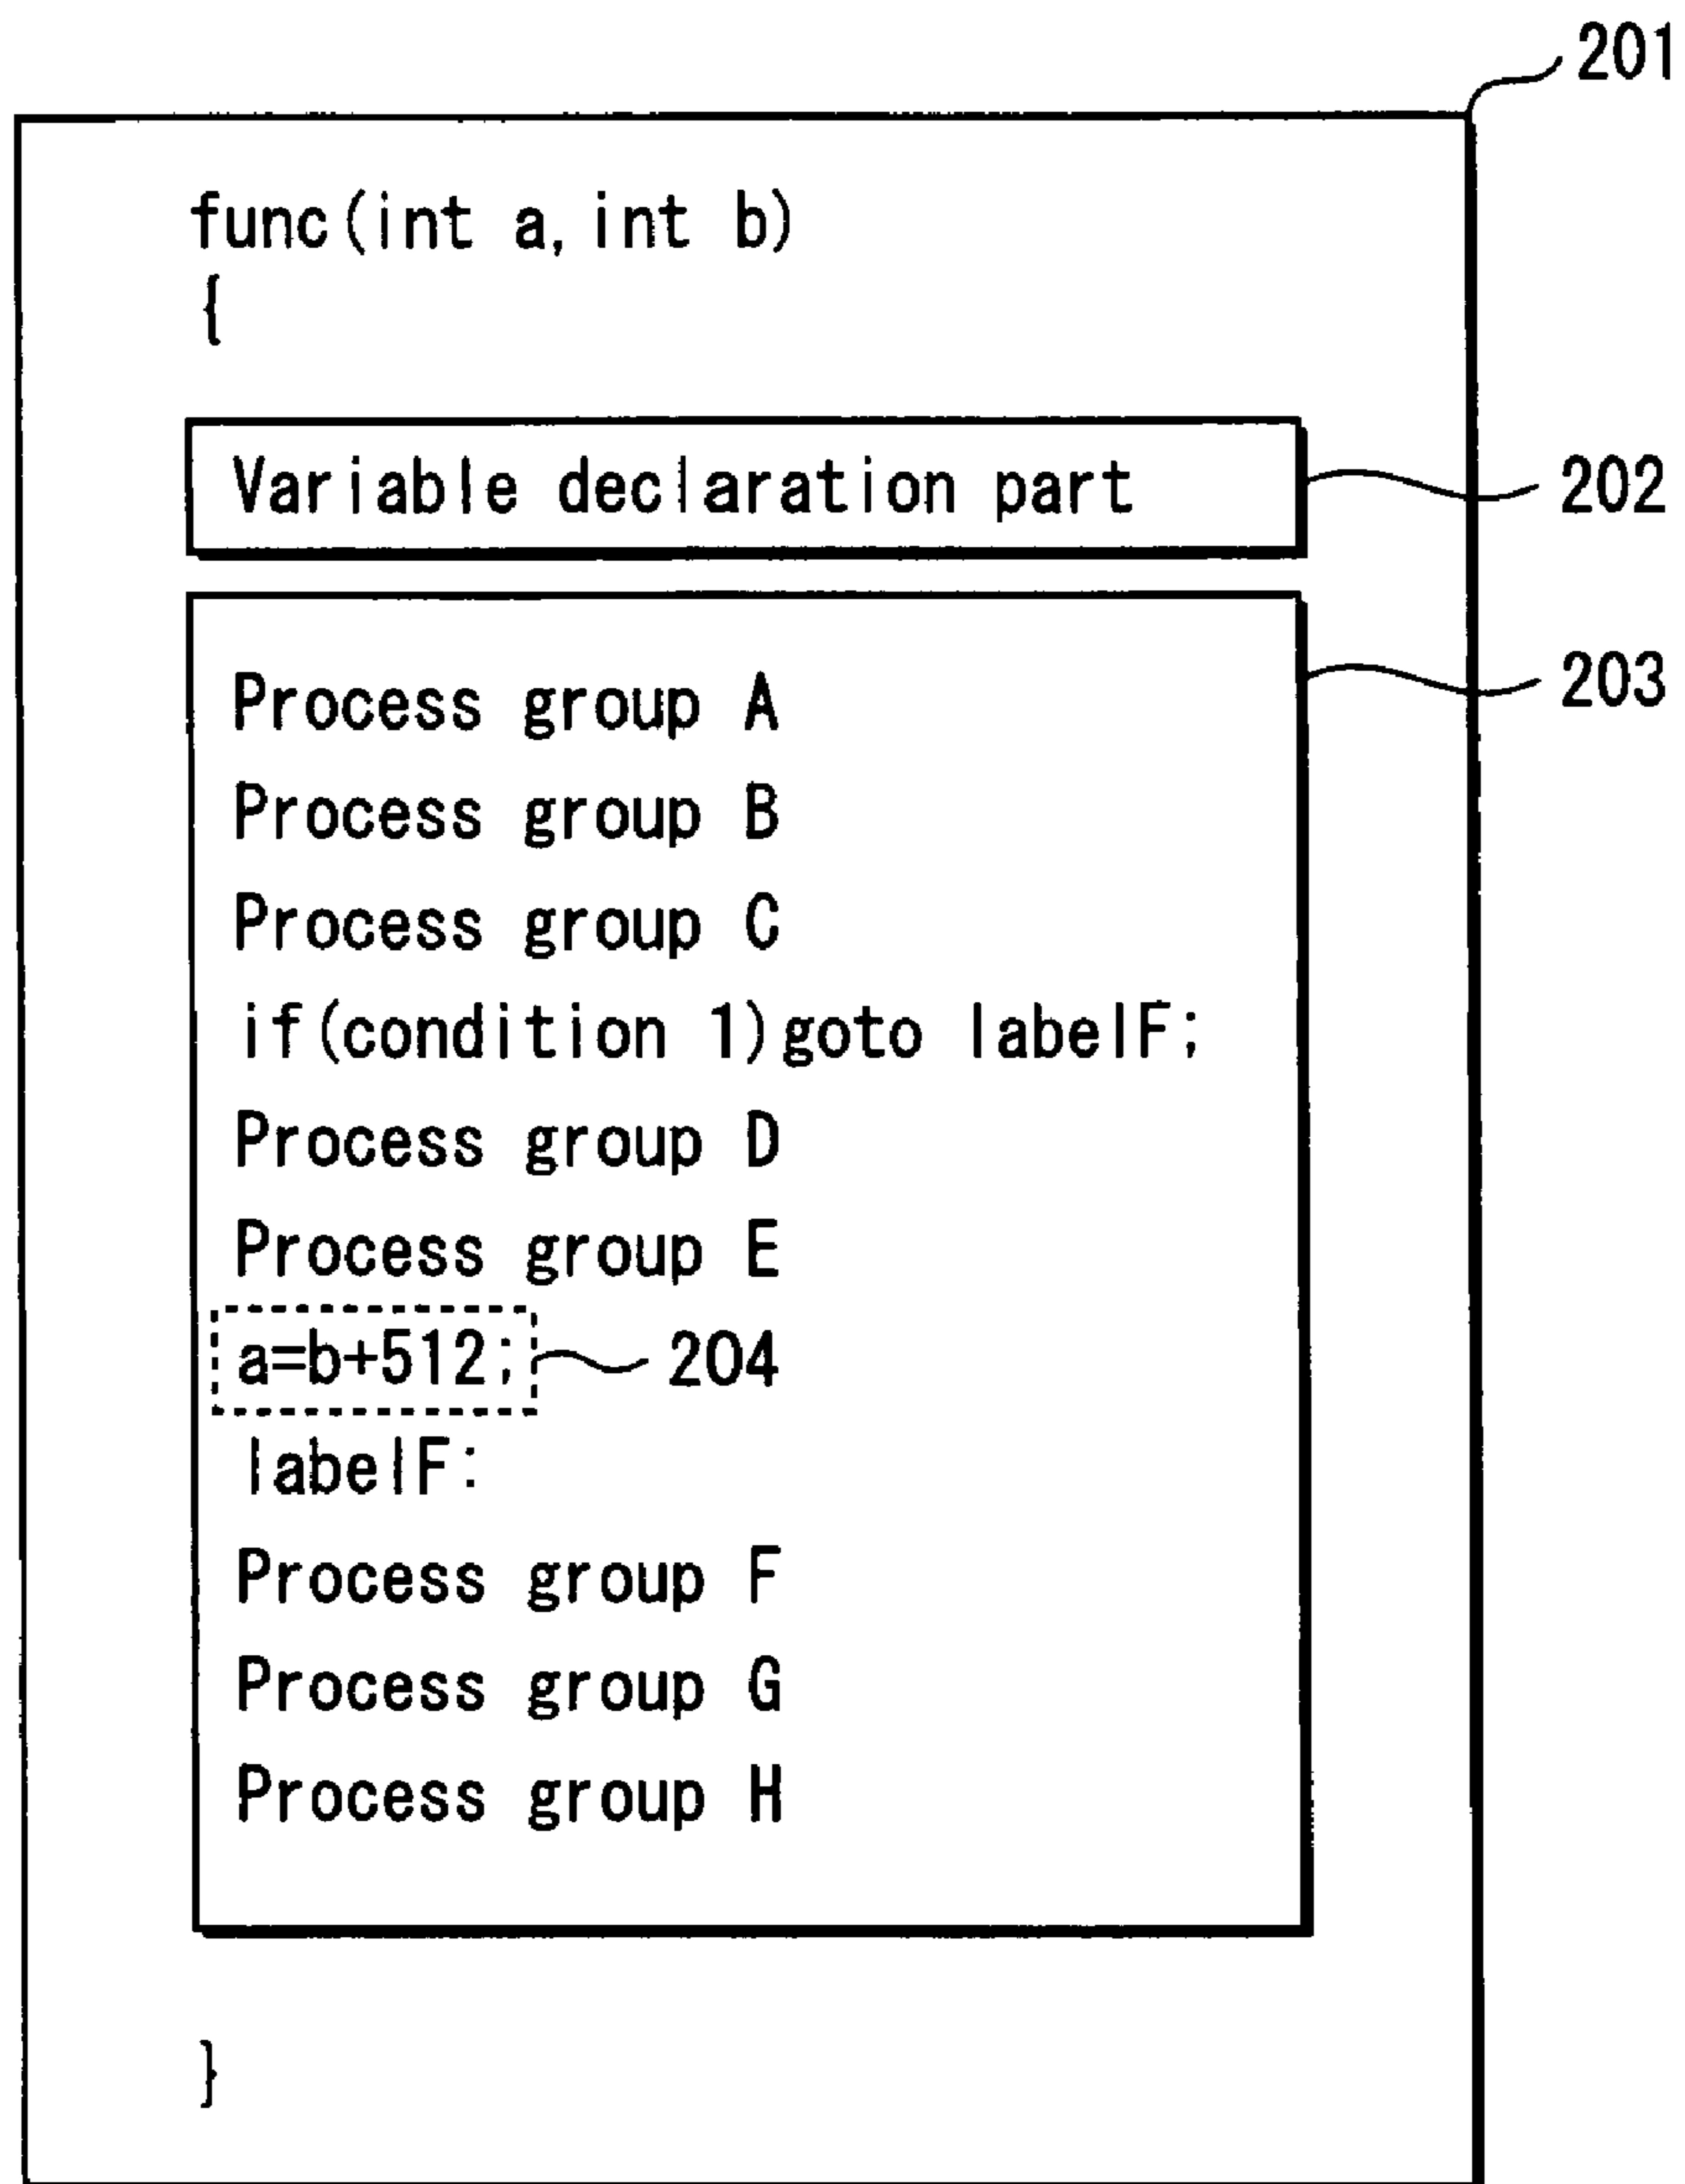 201
func(int a,int b)
{
Variable declaration part
202
203
Process group A
Process group B
Process group C
if(condition 1)goto labelF;
Process group D
Process group E
a=b+512;
204
labelF:
Process group F
Process group G
Process group H
}